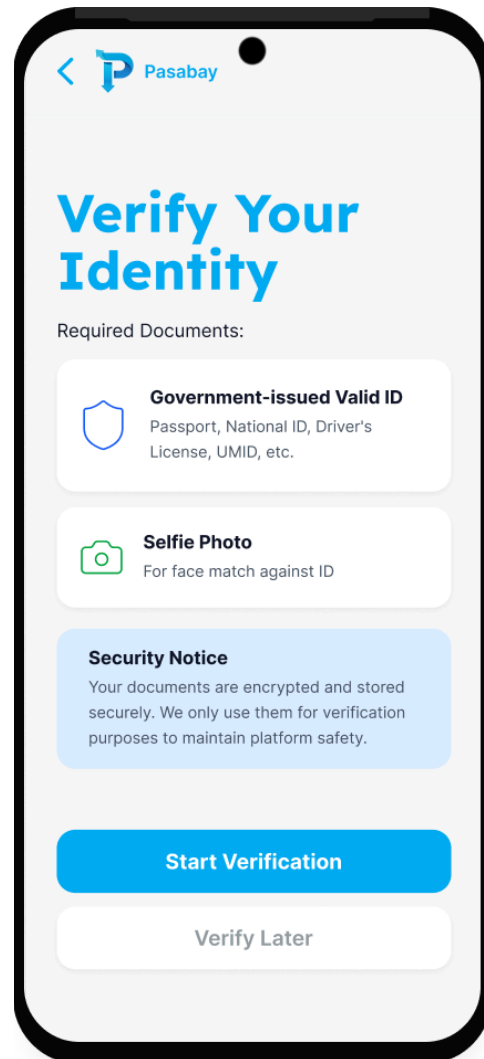 Pasabay
Verify Your
Identity
Required Documents:
Government-issued Valid ID
Passport, National ID, Driver's
License, UMID, etc.
Selfie Photo
For face match against ID
Security Notice
Your documents are encrypted and stored
securely. We only use them for verification
purposes to maintain platform safety.
Start Verification
Verify Later